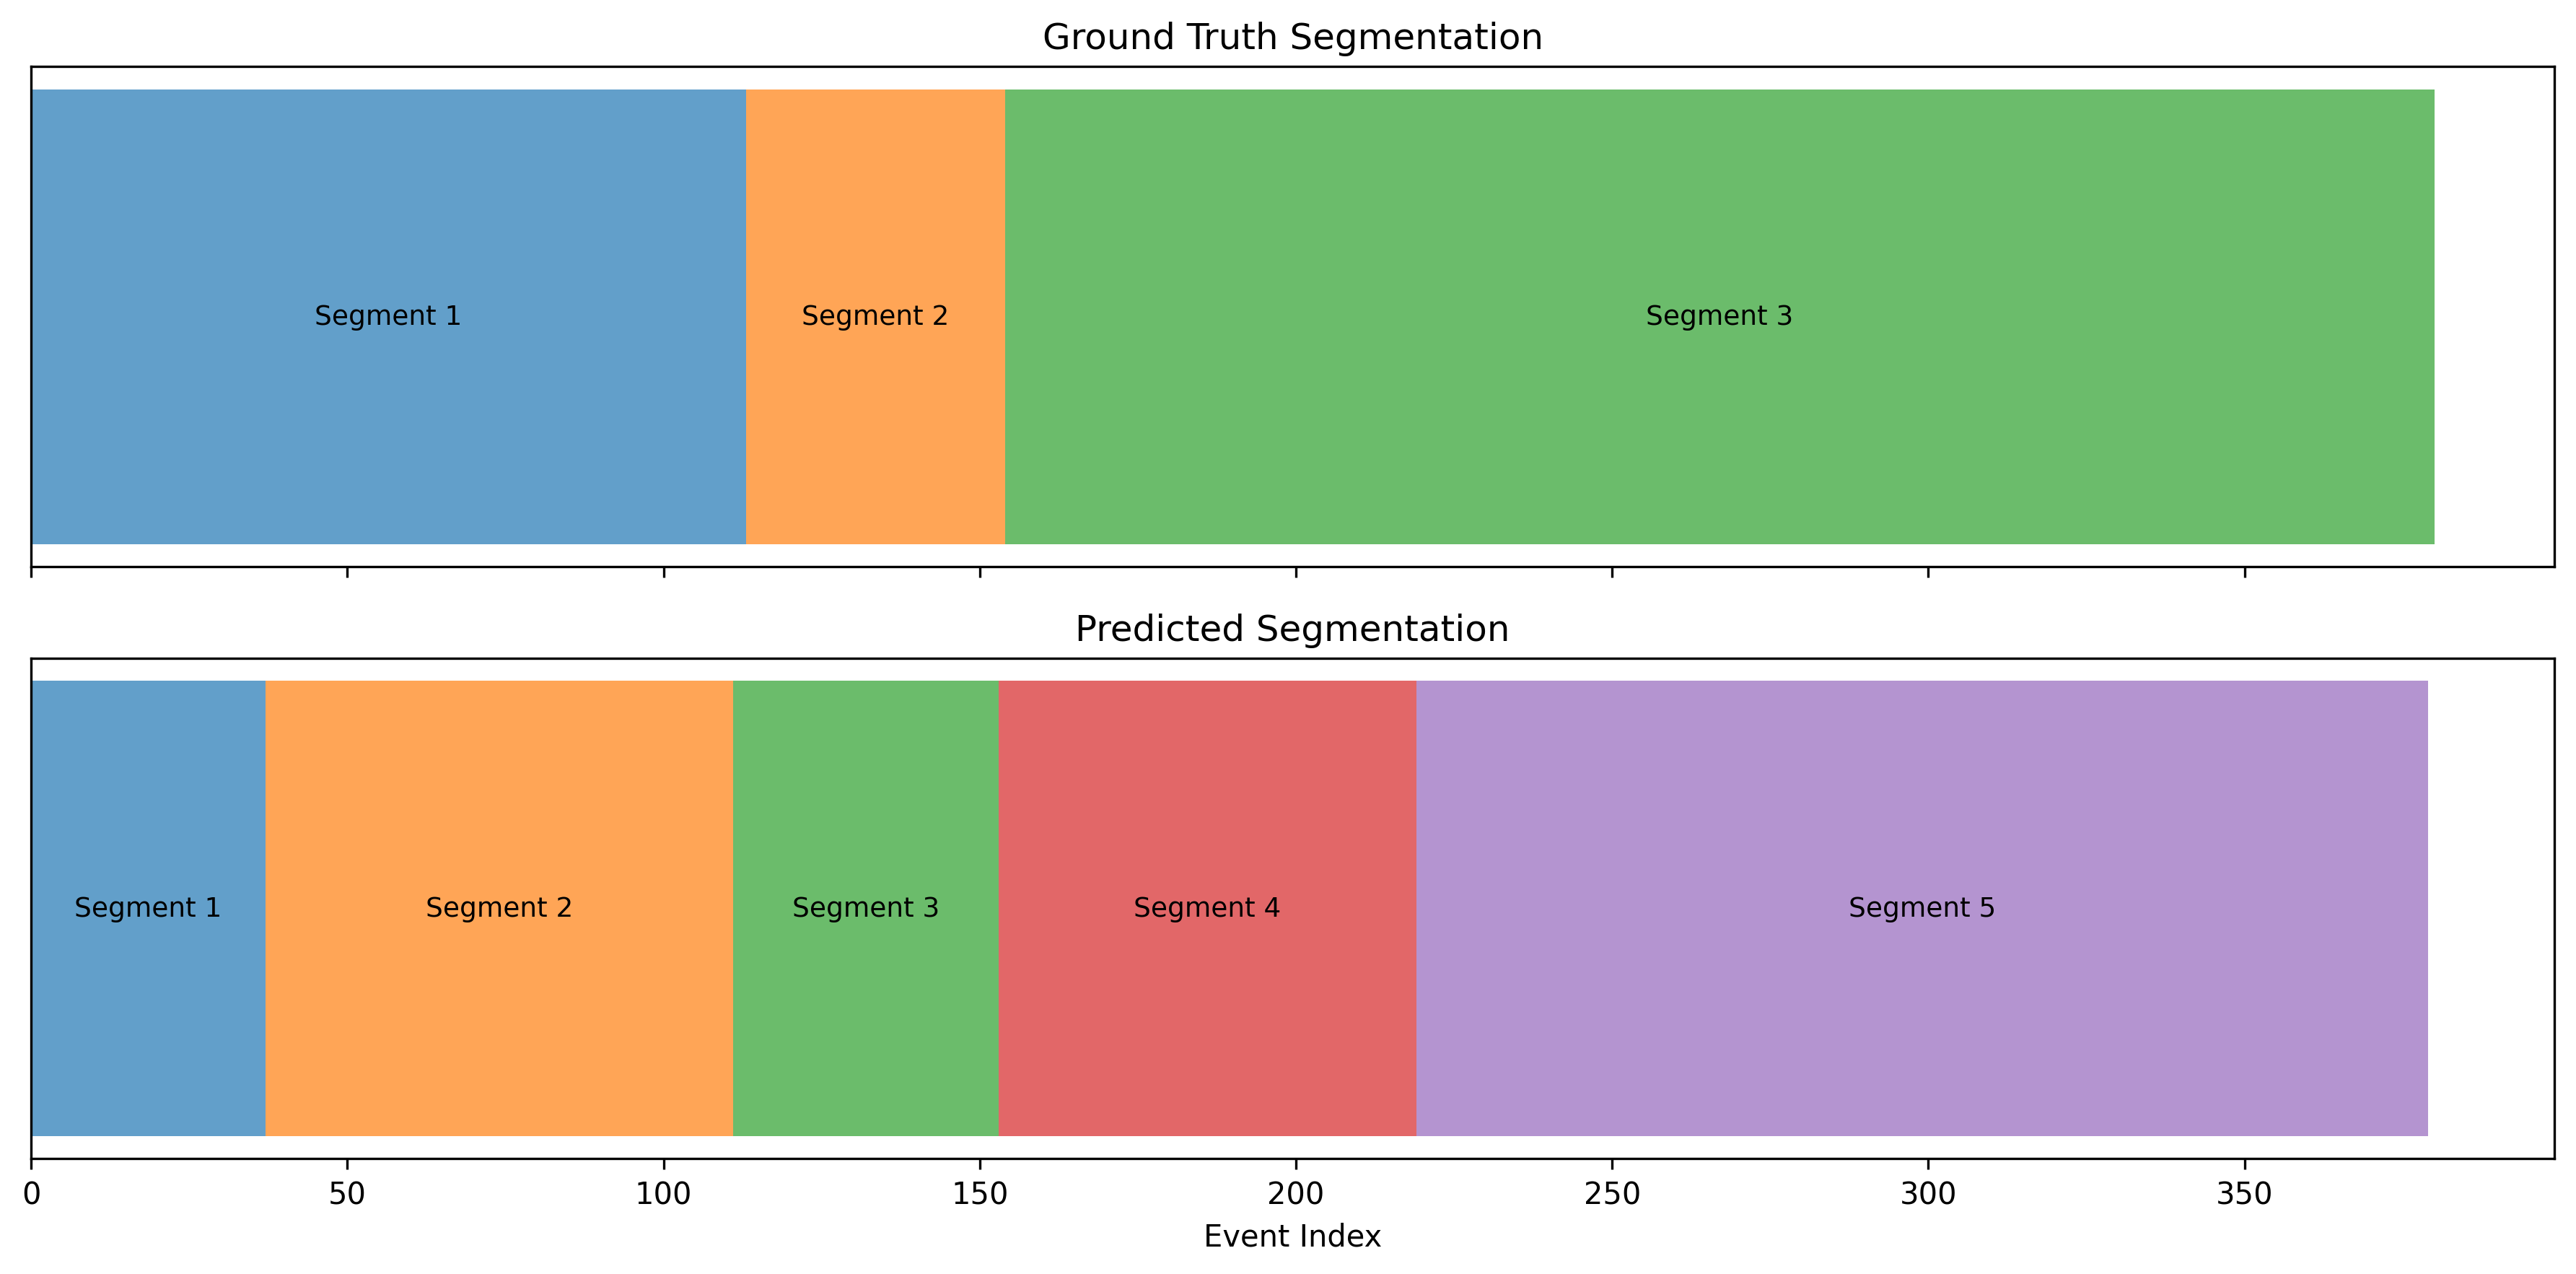 Ground Truth Segmentation
Segment 1 Segment 2 Segment 3
Predicted Segmentation
Segment 1 Segment 2 Segment 3 Segment 4 Segment 5
0 50 100 150 200 250 300 350
Event Index